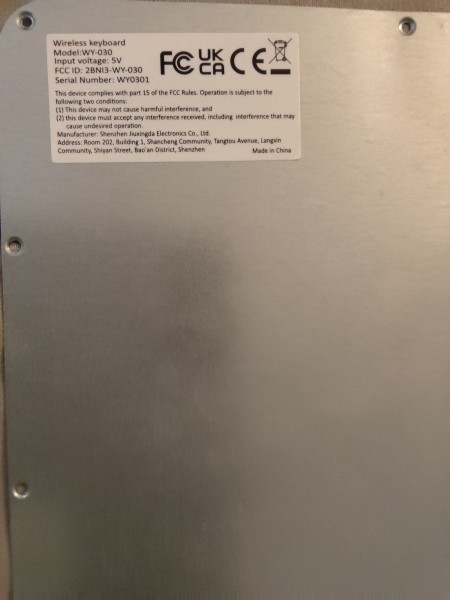 Wireless keyboard
Model:WY-030
Input voltage: 5V
FCC ID: 2BNI3-WY-030
Serial Number: WY0301
FC UK CA CE
This device complies with part 15 of the FCC Rules. Operation is subject to the
following two conditions:
(1) This device may not cause harmful interference, and
(2) this device must accept any interference received, including interference that may
cause undesired operation.
Manufacturer: Shenzhen Jiuxingda Electronics Co., Ltd.
Address: Room 202, Building 1, Shancheng Community, Tangtou Avenue, Langxin
Community, Shiyan Street, Bao'an District, Shenzhen
Made in China